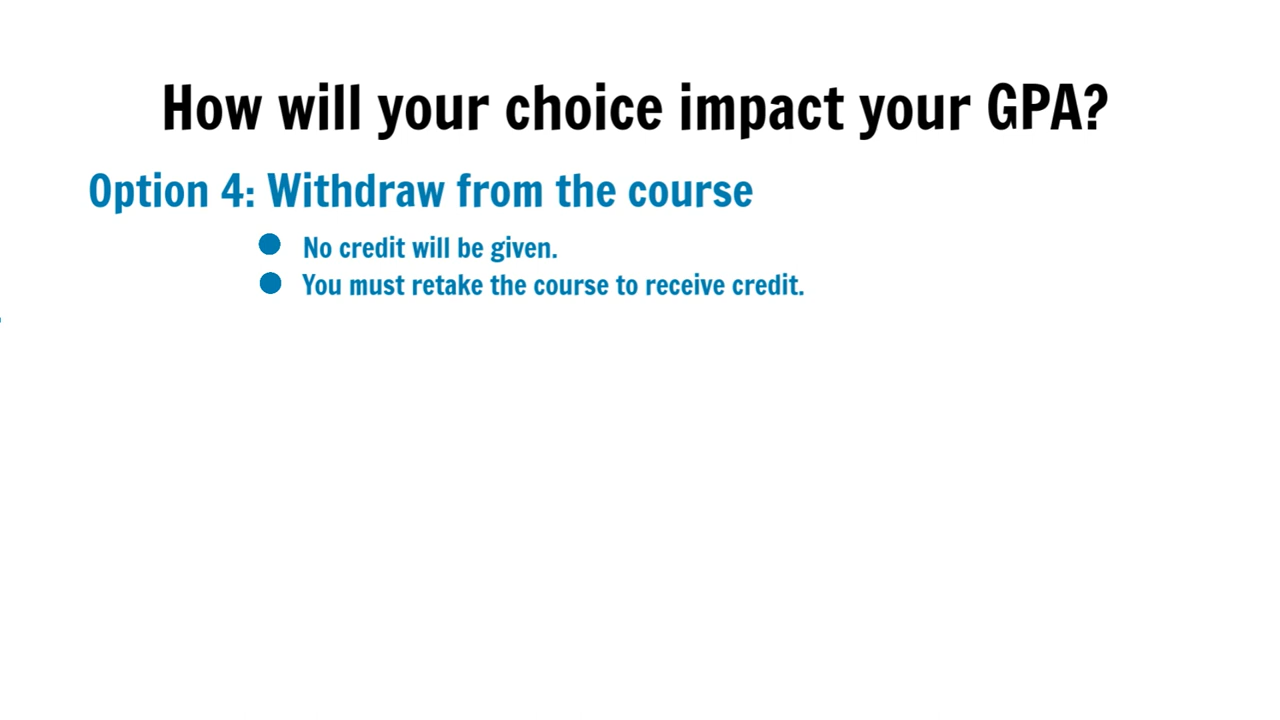 How will your choice impact your GPA?
Option 4: Withdraw from the course
● No credit will be given.
● You must retake the course to receive credit.